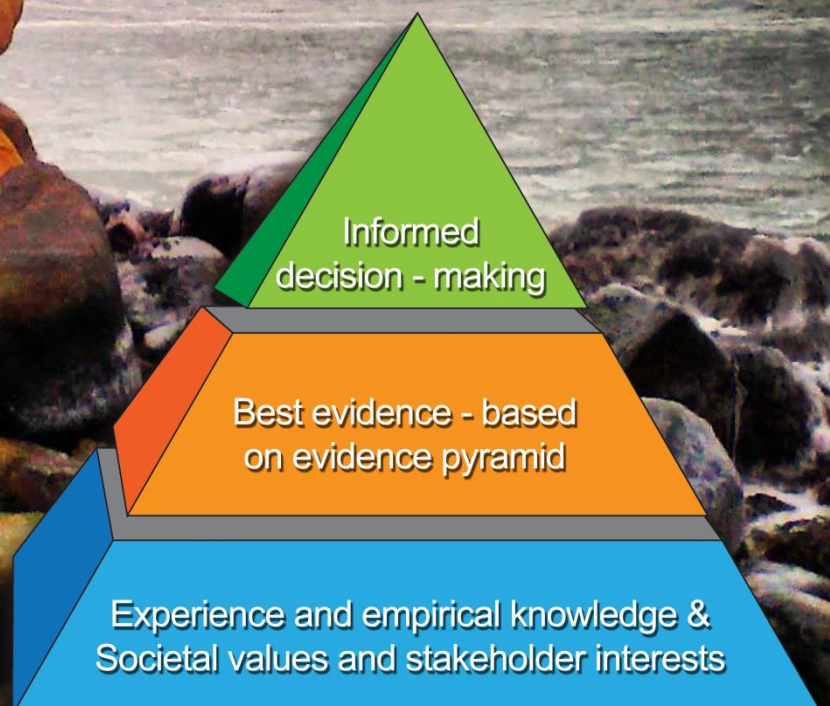 Informed
decision - making
Best evidence - based
on evidence pyramid
Experience and empirical knowledge &
Societal values and stakeholder interests